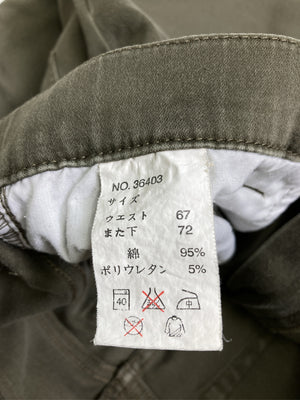 NO. 36403
サイズ
ウエスト 67
また下 72
綿 95%
ポリウレタン 5%
40 中